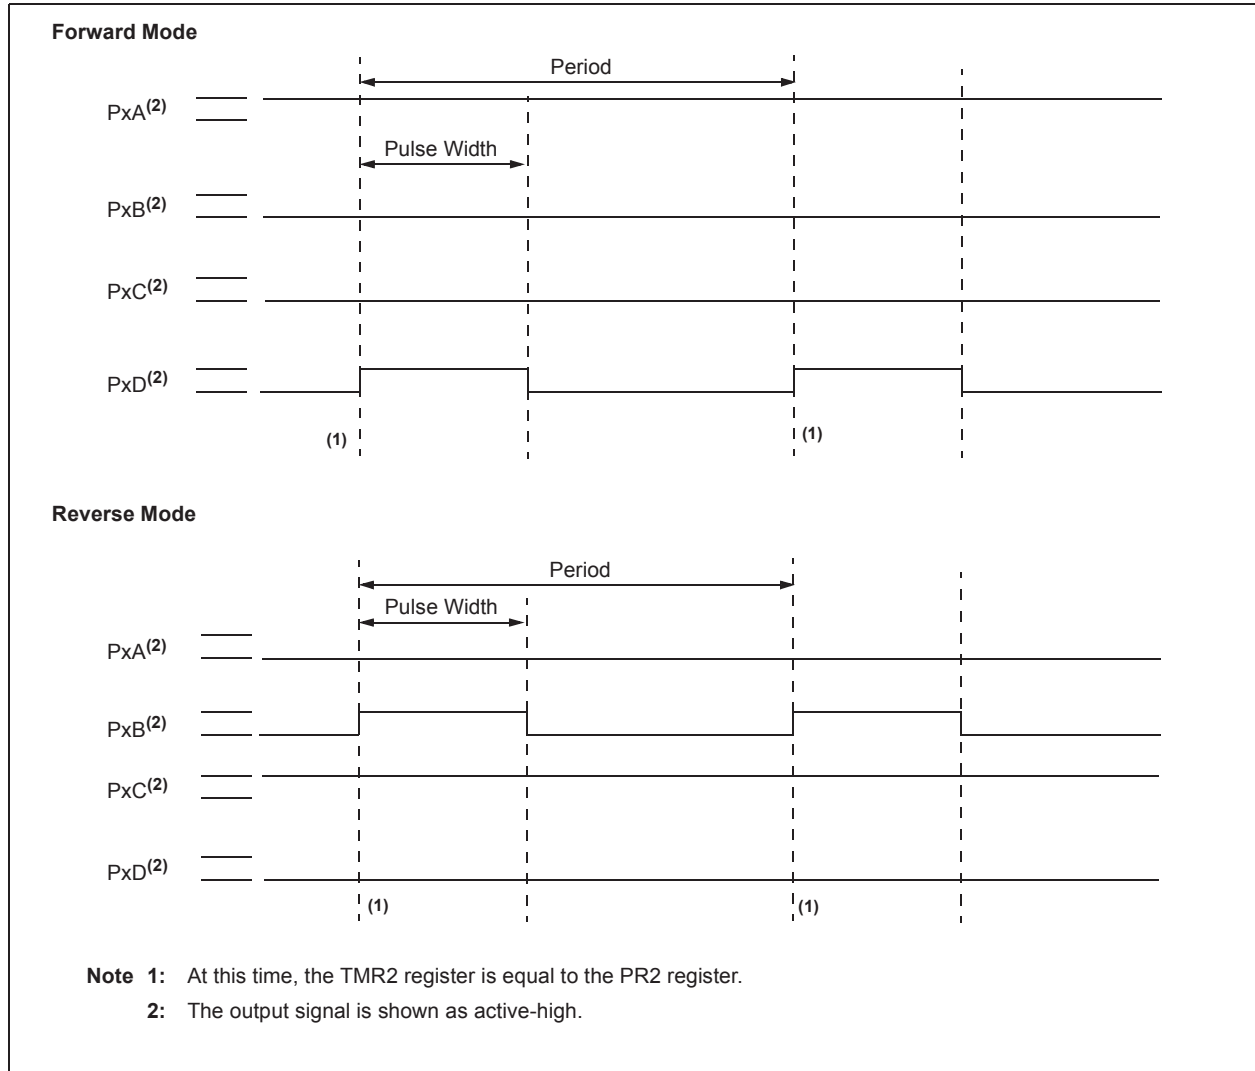 Forward Mode
Period
PxA(2)
Pulse Width
PxB(2)
PxC(2)
PxD(2)
(1)
(1)
Reverse Mode
Period
Pulse Width
PxA(2)
PxB(2)
PxC(2)
PxD(2)
(1)
(1)
Note 1: At this time, the TMR2 register is equal to the PR2 register.
2: The output signal is shown as active-high.